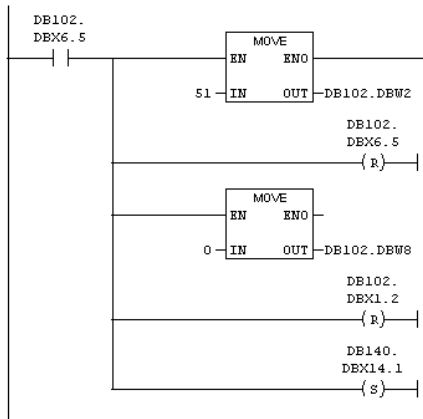 DB102.
DBX6.5
MOVE
EN ENO
51 IN OUT DB102.DBW2
DB102.
DBX6.5
R
MOVE
EN ENO
0 IN OUT DB102.DBW8
DB102.
DBX1.2
R
DB140.
DBX14.1
S